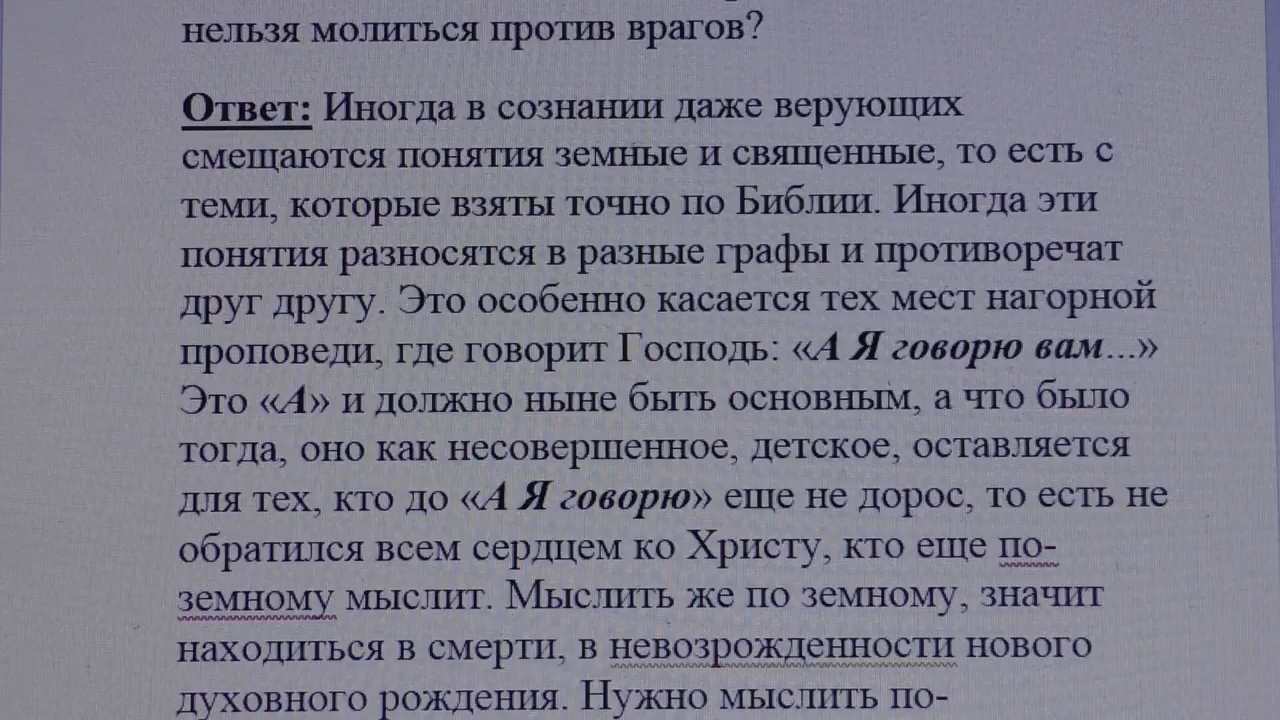 нельзя молиться против врагов?
Ответ: Иногда в сознании даже верующих
смещаются понятия земные и священные, то есть с
теми, которые взяты точно по Библии. Иногда эти
понятия разносятся в разные графы и противоречат
друг другу. Это особенно касается тех мест нагорной
проповеди, где говорит Господь: «А Я говорю вам...»
Это «А» и должно ныне быть основным, а что было
тогда, оно как несовершенное, детское, оставляется
для тех, кто до «А Я говорю» еще не дорос, то есть не
обратился всем сердцем ко Христу, кто еще по-
земному мыслит. Мыслить же по земному, значит
находиться в смерти, в невозрожденности нового
духовного рождения. Нужно мыслить по-